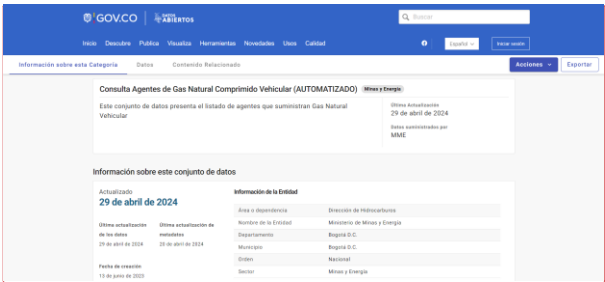 GOV.CO
DATOS ABIERTOS
Buscar
Inicio Descubre Publica Visualiza Herramientas Novedades Usos Calidad
Español
Iniciar sesión
Información sobre esta Categoría Datos Contenido Relacionado
Acciones
Exportar
Consulta Agentes de Gas Natural Comprimido Vehicular (AUTOMATIZADO) Minas y Energía
Este conjunto de datos presenta el listado de agentes que suministran Gas Natural
Vehicular
Última Actualización
29 de abril de 2024
Datos suministrados por
MME
Información sobre este conjunto de datos
Actualizado
29 de abril de 2024
Última actualización de los datos
29 de abril de 2024
Última actualización de metadatos
25 de abril de 2024
Fecha de creación
13 de junio de 2023
Información de la Entidad
Área o dependencia Dirección de Hidrocarburos
Nombre de la Entidad Ministerio de Minas y Energía
Departamento Bogotá D.C.
Municipio Bogotá D.C.
Orden Nacional
Sector Minas y Energía